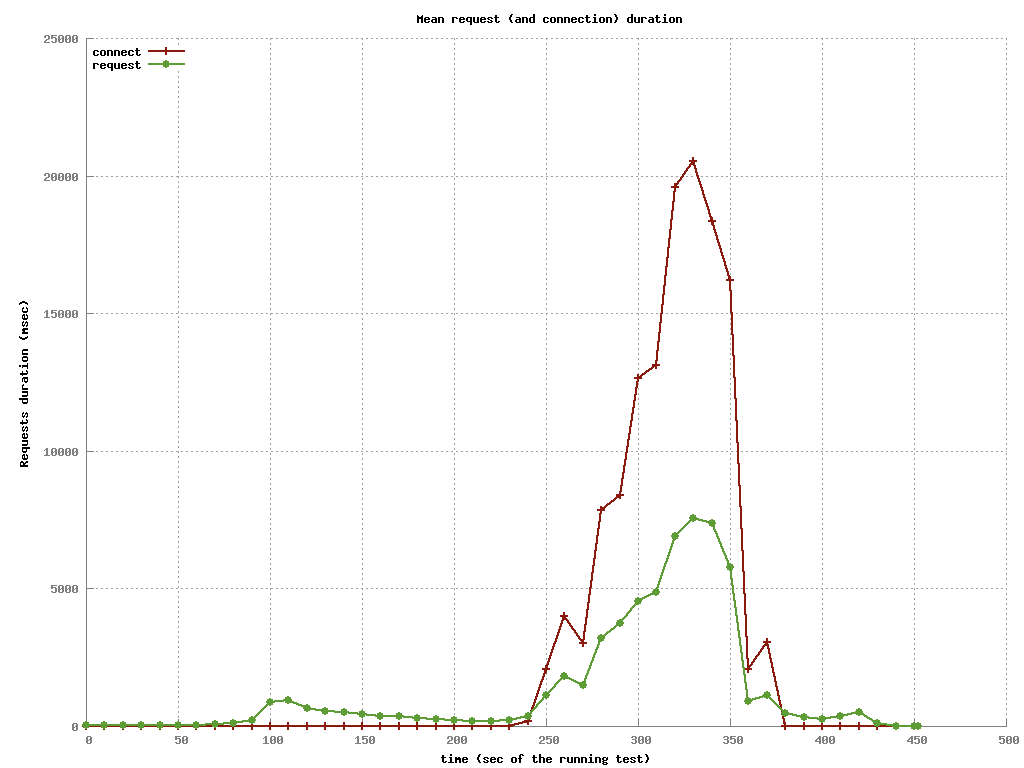 Mean request (and connection) duration
25000
connect
request
20000
15000
Requests duration (msec)
10000
5000
0
0 50 100 150 200 250 300 350 400 450 500
time (sec of the running test)